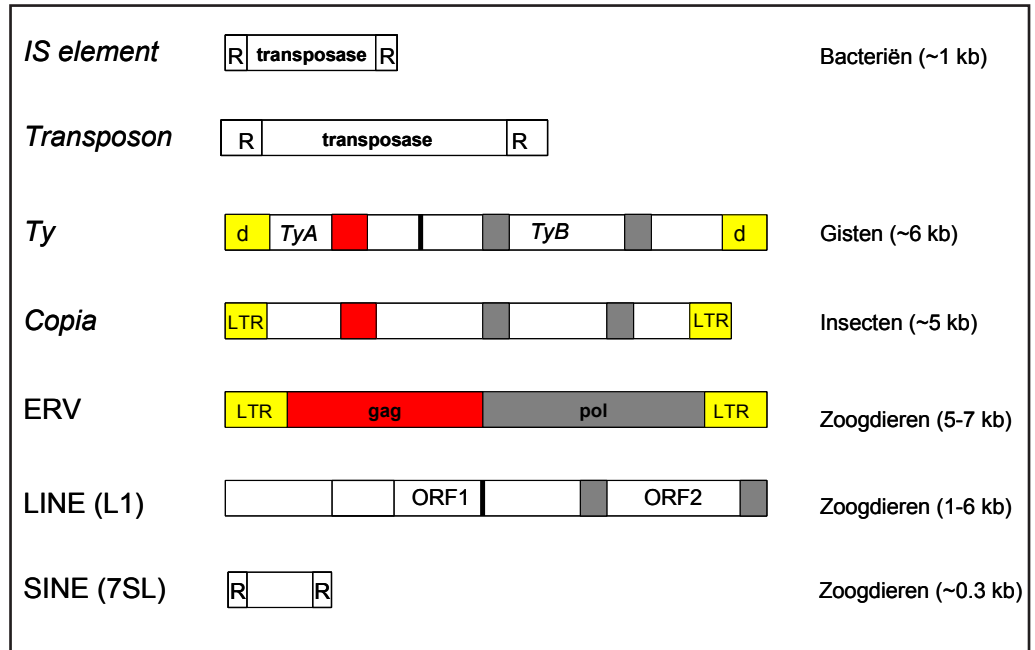 IS element R transposase R Bacteriën (~1 kb)
Transposon R transposase R
Ty d TyA TyB d Gisten (~6 kb)
Copia LTR LTR Insecten (~5 kb)
ERV LTR gag pol LTR Zoogdieren (5-7 kb)
LINE (L1) ORF1 ORF2 Zoogdieren (1-6 kb)
SINE (7SL) R R Zoogdieren (~0.3 kb)